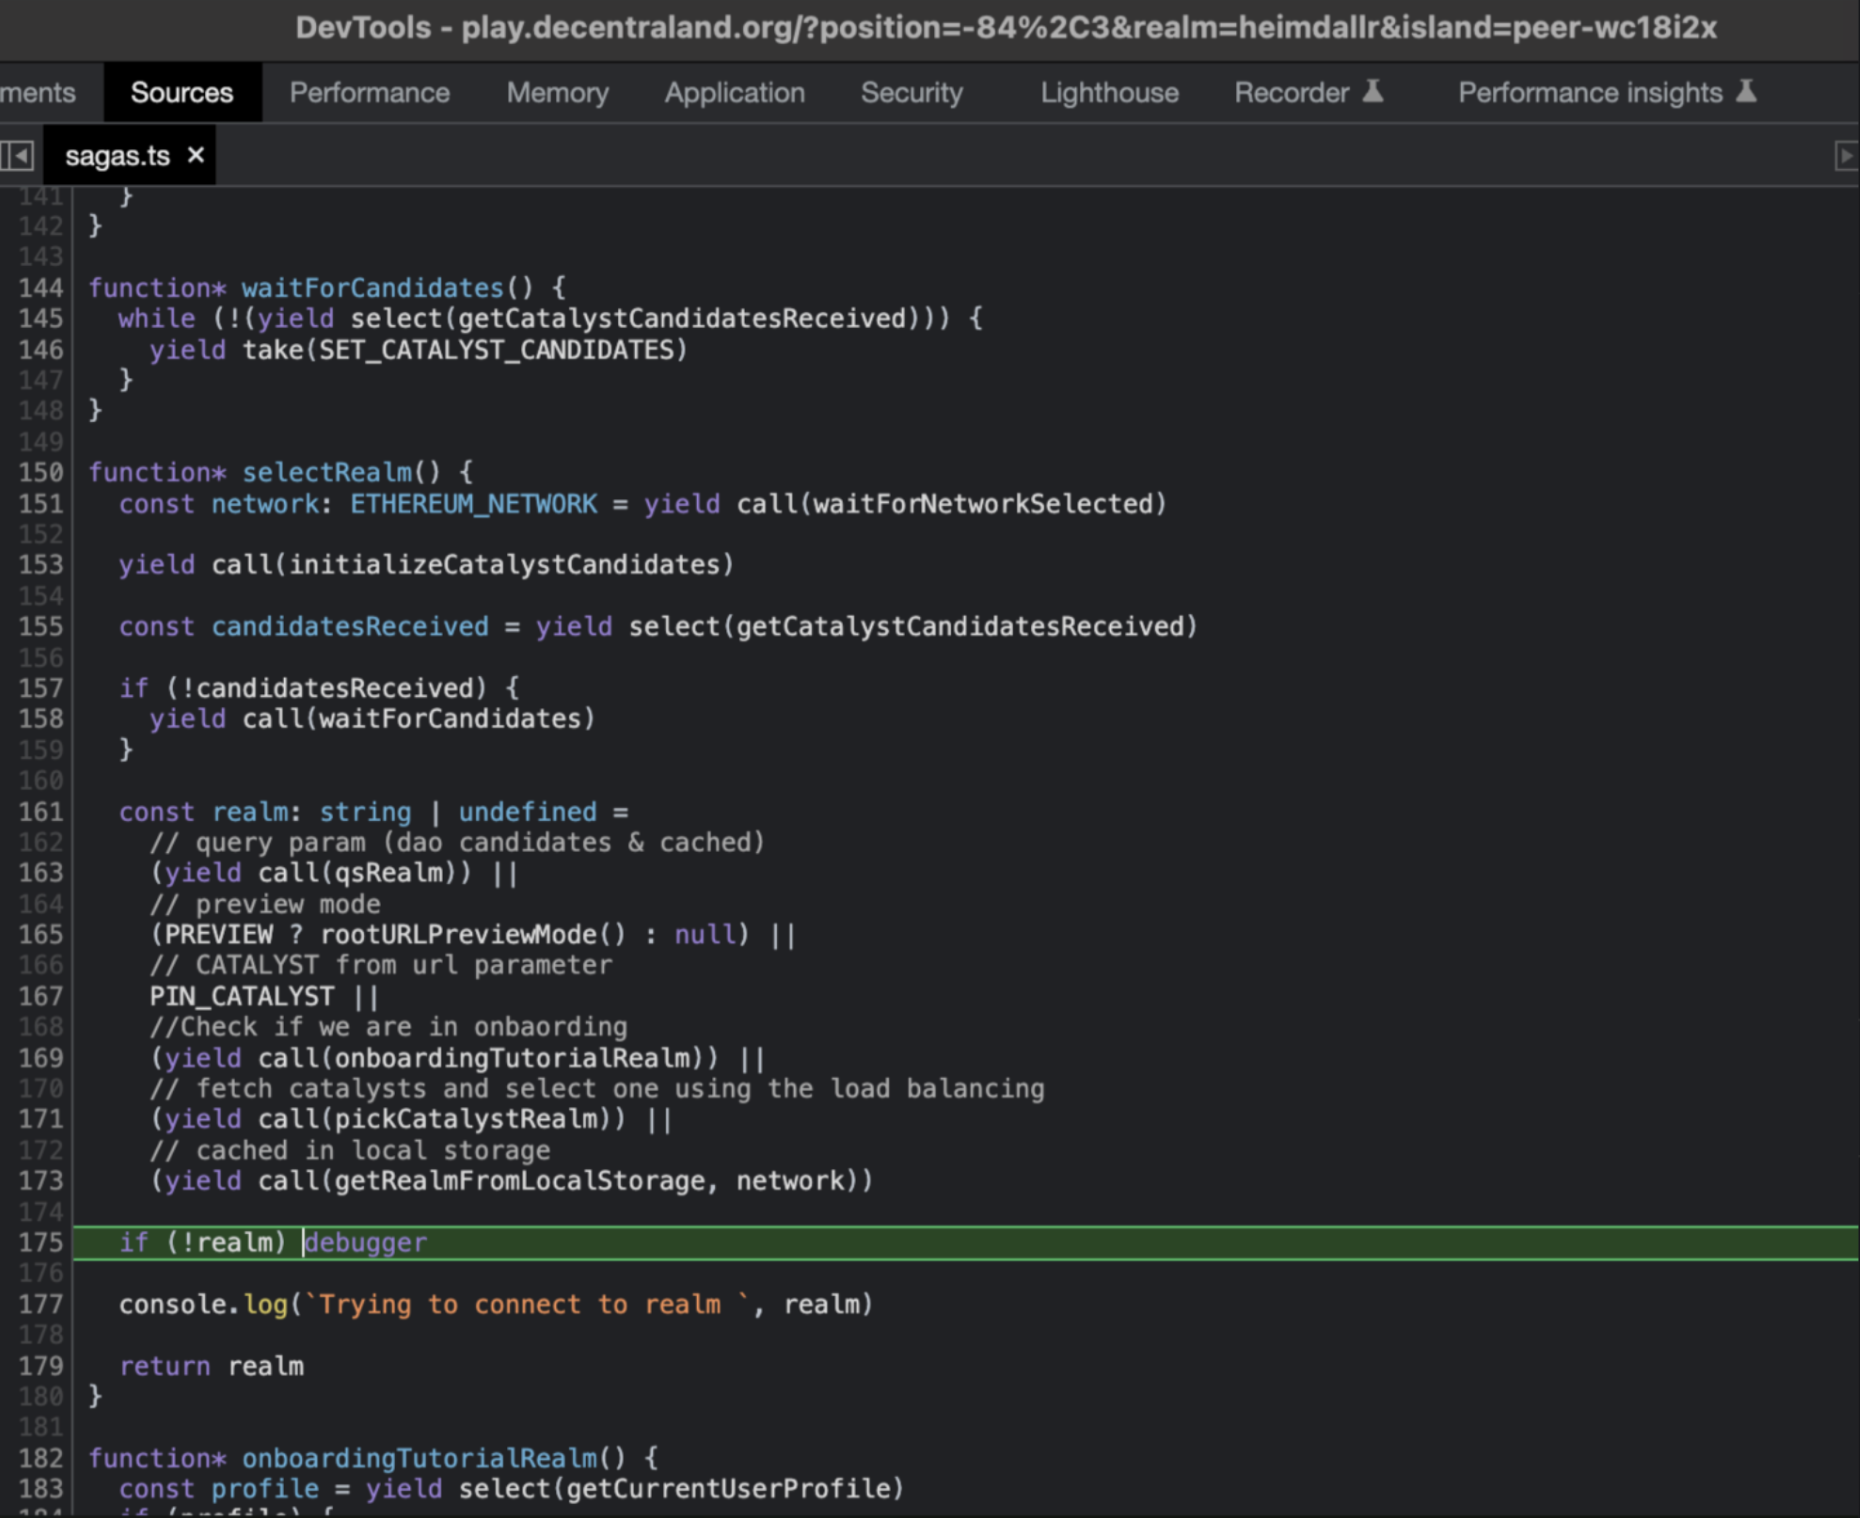 DevTools - play.decentraland.org/?position=-84%2C3&realm=heimdallr&island=peer-wc18i2x
ments Sources Performance Memory Application Security Lighthouse Recorder Performance insights
sagas.ts ×
141 }
142 }
143
144 function* waitForCandidates() {
145 while (!(yield select(getCatalystCandidatesReceived))) {
146 yield take(SET_CATALYST_CANDIDATES)
147 }
148 }
149
150 function* selectRealm() {
151 const network: ETHEREUM_NETWORK = yield call(waitForNetworkSelected)
152
153 yield call(initializeCatalystCandidates)
154
155 const candidatesReceived = yield select(getCatalystCandidatesReceived)
156
157 if (!candidatesReceived) {
158 yield call(waitForCandidates)
159 }
160
161 const realm: string | undefined =
162 // query param (dao candidates & cached)
163 (yield call(qsRealm)) ||
164 // preview mode
165 (PREVIEW ? rootURLPreviewMode() : null) ||
166 // CATALYST from url parameter
167 PIN_CATALYST ||
168 //Check if we are in onbaording
169 (yield call(onboardingTutorialRealm)) ||
170 // fetch catalysts and select one using the load balancing
171 (yield call(pickCatalystRealm)) ||
172 // cached in local storage
173 (yield call(getRealmFromLocalStorage, network))
174
175 if (!realm) debugger
176
177 console.log(`Trying to connect to realm `, realm)
178
179 return realm
180 }
181
182 function* onboardingTutorialRealm() {
183 const profile = yield select(getCurrentUserProfile)
184 if (profile) {